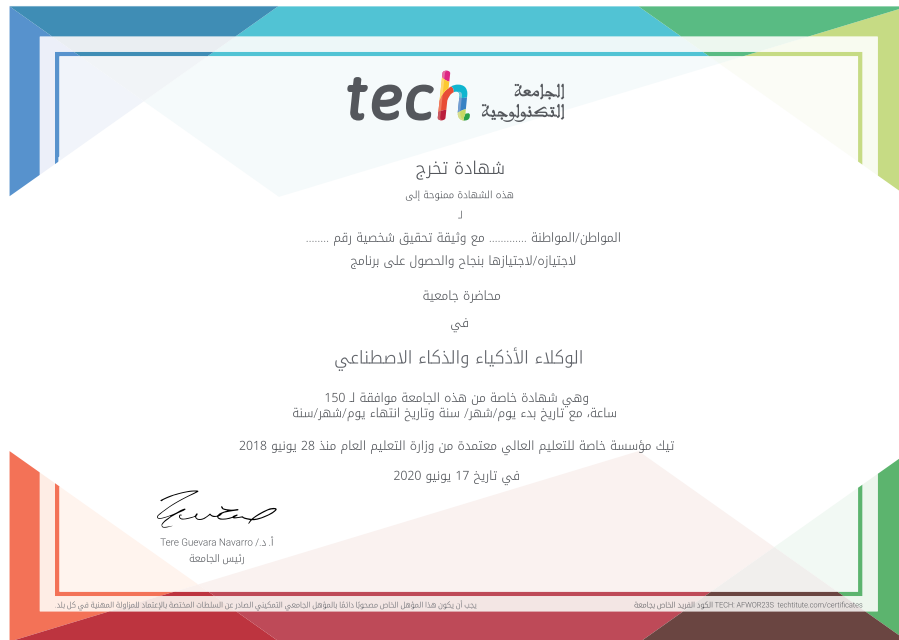 tech الجامعة
التكنولوجية
شهادة تخرج
هذه الشهادة ممنوحة إلى
لـ
المواطن/المواطنة ............ مع وثيقة تحقيق شخصية رقم ........
لاجتيازه/لاجتيازها بنجاح والحصول على برنامج
محاضرة جامعية
في
الوكلاء الأذكياء والذكاء الاصطناعي
وهي شهادة خاصة من هذه الجامعة موافقة لـ 150
ساعة، مع تاريخ بدء يوم/شهر/ سنة وتاريخ انتهاء يوم/شهر/سنة
تيك مؤسسة خاصة للتعليم العالي معتمدة من وزارة التعليم العام منذ 28 يونيو 2018
في تاريخ 17 يونيو 2020
أ. د./ Tere Guevara Navarro
رئيس الجامعة
يجب أن يكون هذا المؤهل الخاص مصحوبًا دائمًا بالمؤهل الجامعي التمكيني الصادر عن السلطات المختصة بالإعتماد للمزاولة المهنية في كل بلد.
الكود الفريد الخاص بجامعة TECH: AFWOR23S techtitute.com/certificates